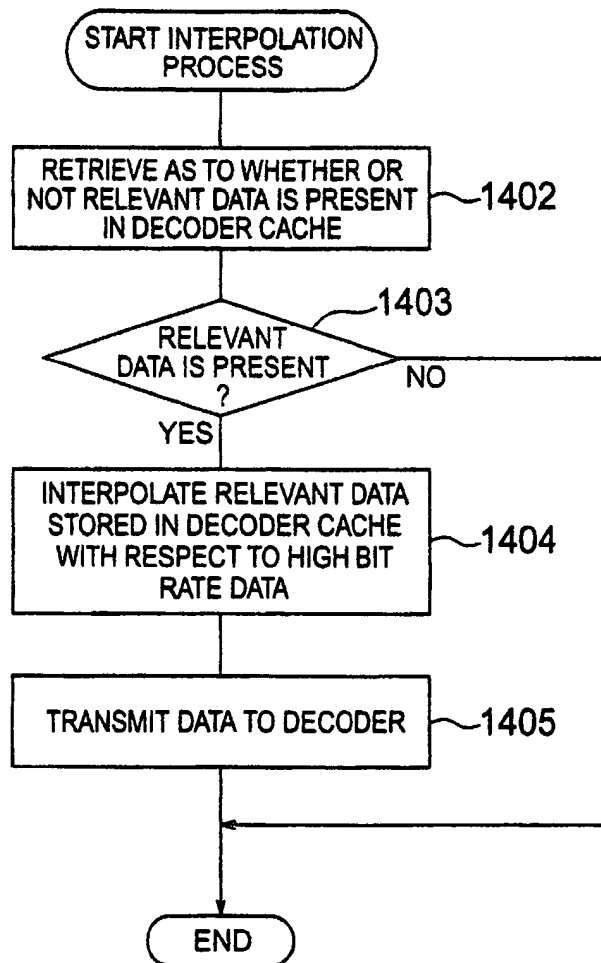 START INTERPOLATION
PROCESS
RETRIEVE AS TO WHETHER OR
NOT RELEVANT DATA IS PRESENT
IN DECODER CACHE
1402
1403
RELEVANT
DATA IS PRESENT
?
NO
YES
INTERPOLATE RELEVANT DATA
STORED IN DECODER CACHE
WITH RESPECT TO HIGH BIT
RATE DATA
1404
TRANSMIT DATA TO DECODER
1405
END